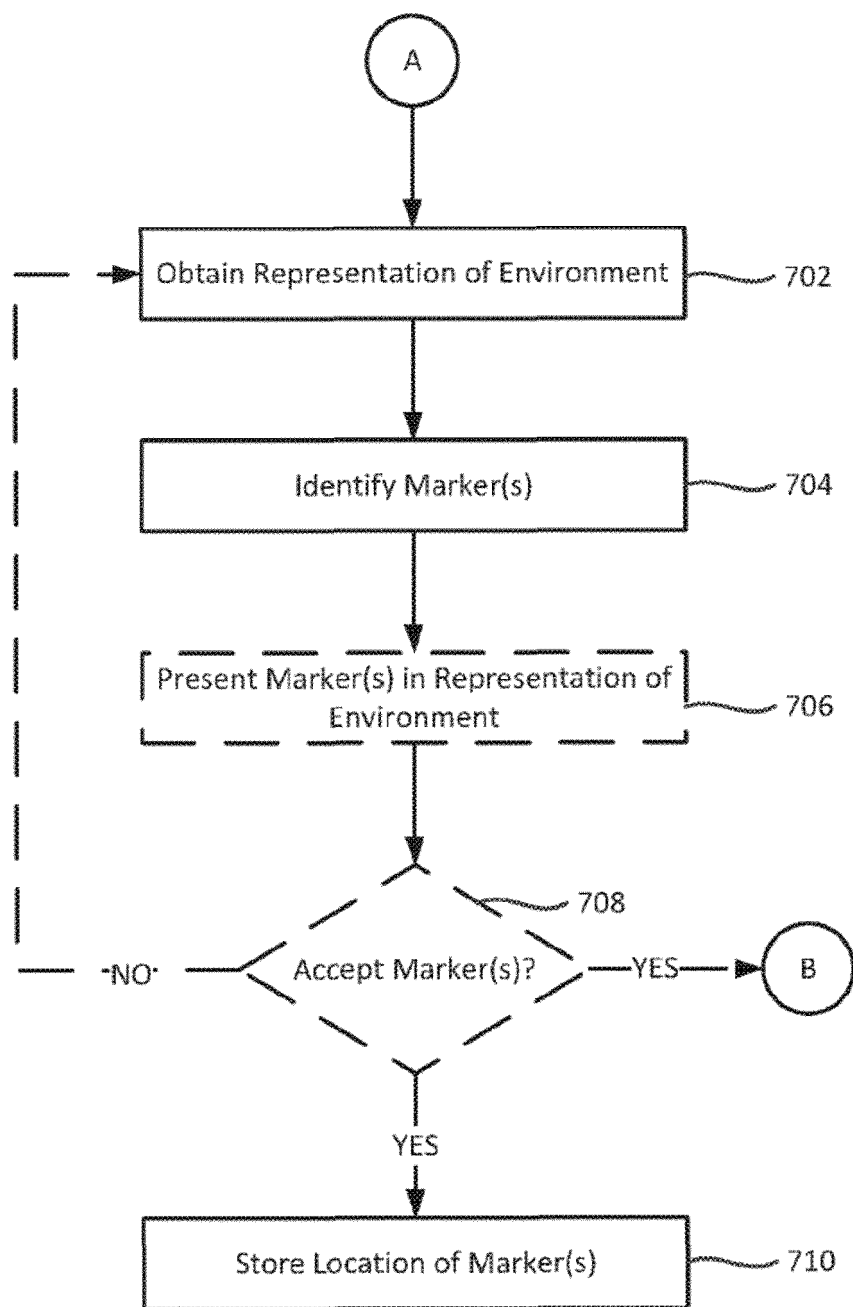 A
Obtain Representation of Environment
702
Identify Marker(s)
704
Present Marker(s) in Representation of
Environment
706
708
NO
Accept Marker(s)?
YES
B
YES
Store Location of Marker(s)
710